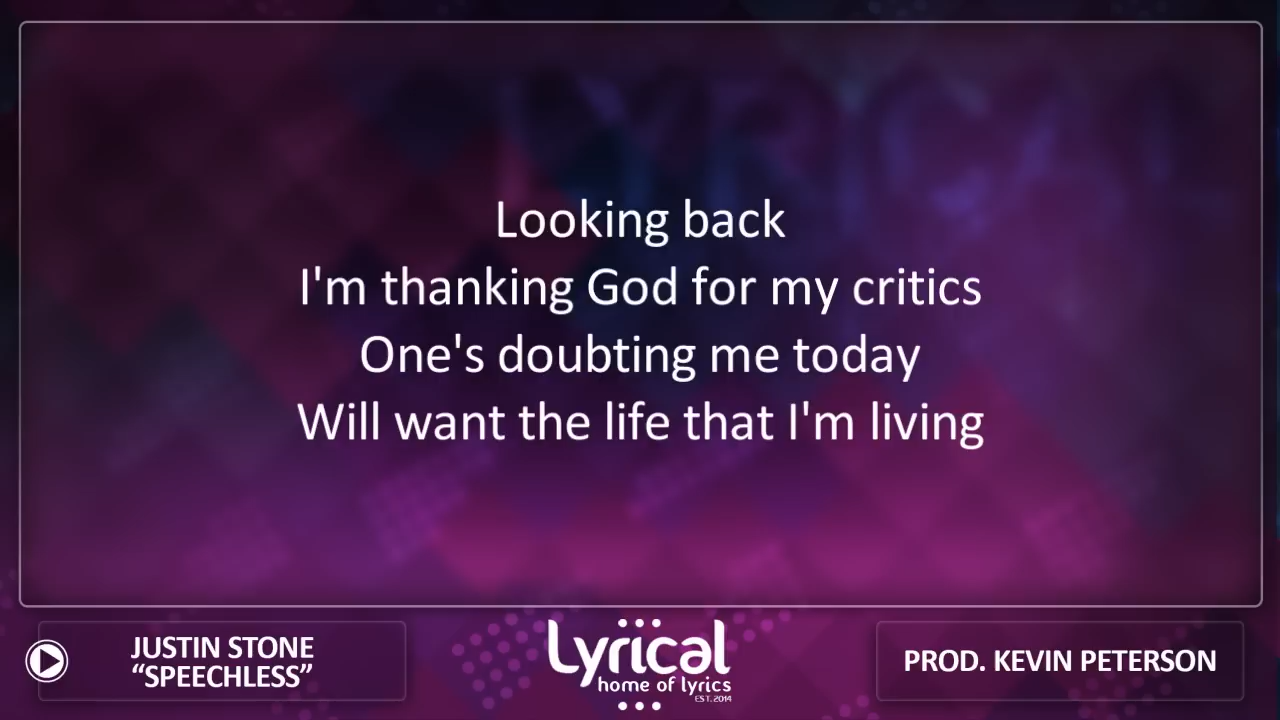 LYRICAL
Looking back
I'm thanking God for my critics
One's doubting me today
Will want the life that I'm living
JUSTIN STONE
“SPEECHLESS”
Lyrical
home of lyrics
EST. 2014
PROD. KEVIN PETERSON